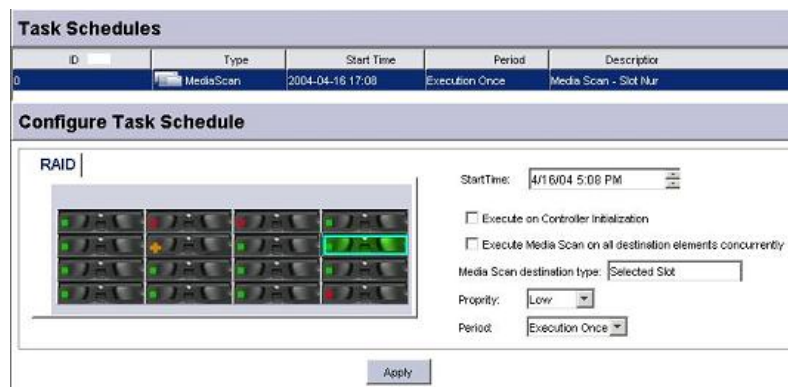 Task Schedules
ID Type Start Time Period Descriptior
0 MediaScan 2004-04-16 17:08 Execution Once Media Scan - Slot Nur
Configure Task Schedule
RAID
StartTime: 4/16/04 5:08 PM
Execute on Controller Initialization
Execute Media Scan on all destination elements concurrently
Media Scan destination type: Selected Slot
Proprity: Low
Period: Execution Once
Apply